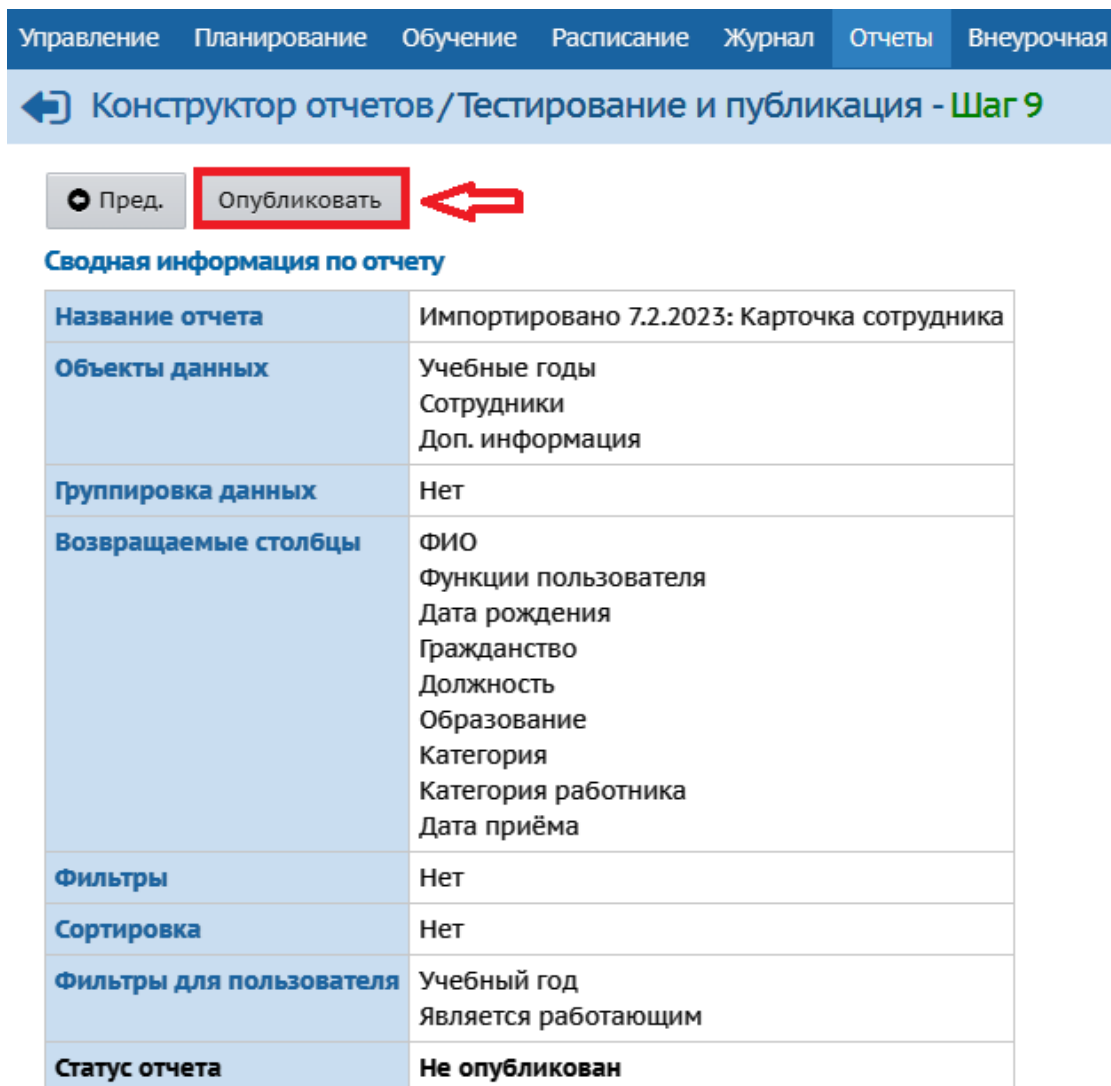 Управление Планирование Обучение Расписание Журнал Отчеты Внеурочная
Конструктор отчетов/Тестирование и публикация - Шаг 9
Пред. Опубликовать
Сводная информация по отчету
Название отчета Импортировано 7.2.2023: Карточка сотрудника
Объекты данных Учебные годы
Сотрудники
Доп. информация
Группировка данных Нет
Возвращаемые столбцы ФИО
Функции пользователя
Дата рождения
Гражданство
Должность
Образование
Категория
Категория работника
Дата приёма
Фильтры Нет
Сортировка Нет
Фильтры для пользователя Учебный год
Является работающим
Статус отчета Не опубликован